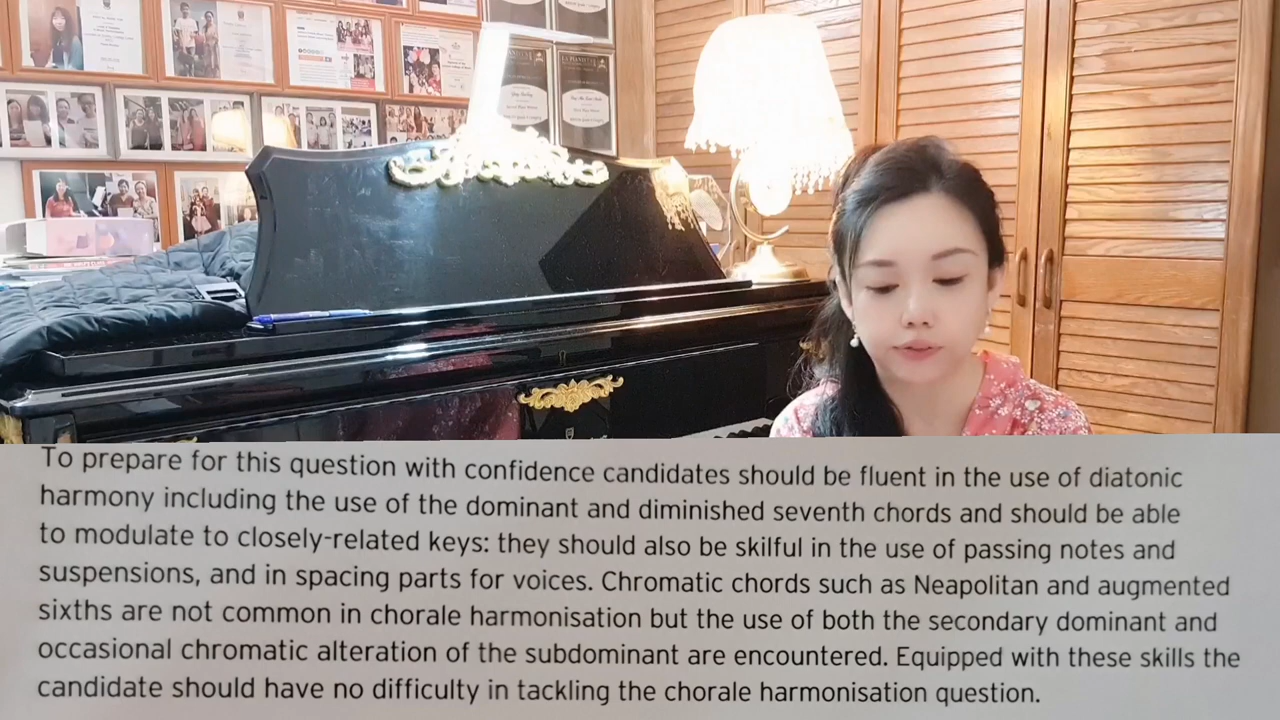 To prepare for this question with confidence candidates should be fluent in the use of diatonic
harmony including the use of the dominant and diminished seventh chords and should be able
to modulate to closely-related keys: they should also be skilful in the use of passing notes and
suspensions, and in spacing parts for voices. Chromatic chords such as Neapolitan and augmented
sixths are not common in chorale harmonisation but the use of both the secondary dominant and
occasional chromatic alteration of the subdominant are encountered. Equipped with these skills the
candidate should have no difficulty in tackling the chorale harmonisation question.